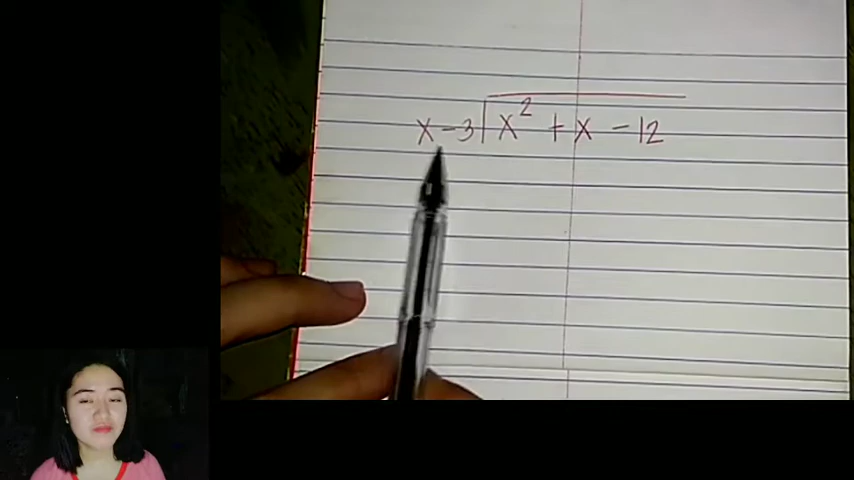 x - 3 x² + x - 12